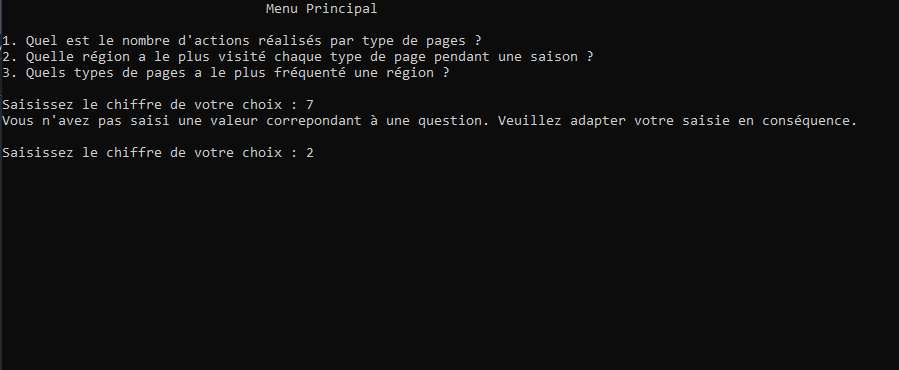 Menu Principal
1. Quel est le nombre d'actions réalisés par type de pages ?
2. Quelle région a le plus visité chaque type de page pendant une saison ?
3. Quels types de pages a le plus fréquenté une région ?
Saisissez le chiffre de votre choix : 7
Vous n'avez pas saisi une valeur correpondant à une question. Veuillez adapter votre saisie en conséquence.
Saisissez le chiffre de votre choix : 2